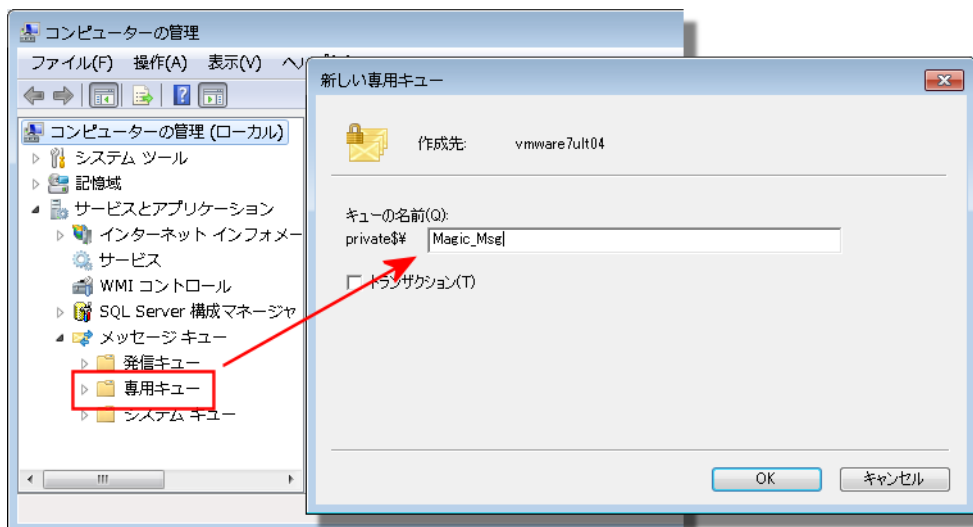 コンピューターの管理
ファイル(F) 操作(A) 表示(V)
コンピューターの管理 (ローカル)
システム ツール
記憶域
サービスとアプリケーション
インターネット インフォメー
サービス
WMI コントロール
SQL Server 構成マネージャ
メッセージ キュー
発信キュー
専用キュー
システム キュー
新しい専用キュー
作成先: vmware7ult04
キューの名前(Q):
private$¥ Magic_Msg
トランザクション(T)
OK キャンセル